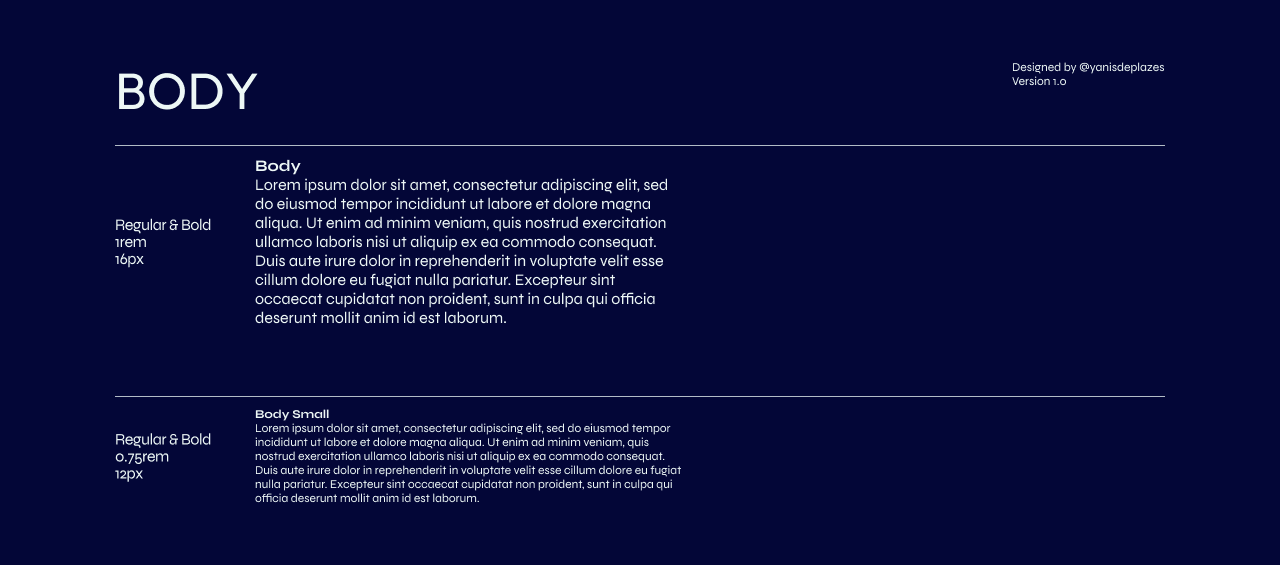 BODY
Designed by @yanisdeplazes
Version 1.0
Body
Lorem ipsum dolor sit amet, consectetur adipiscing elit, sed
do eiusmod tempor incididunt ut labore et dolore magna
aliqua. Ut enim ad minim veniam, quis nostrud exercitation
ullamco laboris nisi ut aliquip ex ea commodo consequat.
Duis aute irure dolor in reprehenderit in voluptate velit esse
cillum dolore eu fugiat nulla pariatur. Excepteur sint
occaecat cupidatat non proident, sunt in culpa qui officia
deserunt mollit anim id est laborum.
Regular & Bold
1rem
16px
Body Small
Lorem ipsum dolor sit amet, consectetur adipiscing elit, sed do eiusmod tempor
incididunt ut labore et dolore magna aliqua. Ut enim ad minim veniam, quis
nostrud exercitation ullamco laboris nisi ut aliquip ex ea commodo consequat.
Duis aute irure dolor in reprehenderit in voluptate velit esse cillum dolore eu fugiat
nulla pariatur. Excepteur sint occaecat cupidatat non proident, sunt in culpa qui
officia deserunt mollit anim id est laborum.
Regular & Bold
0.75rem
12px